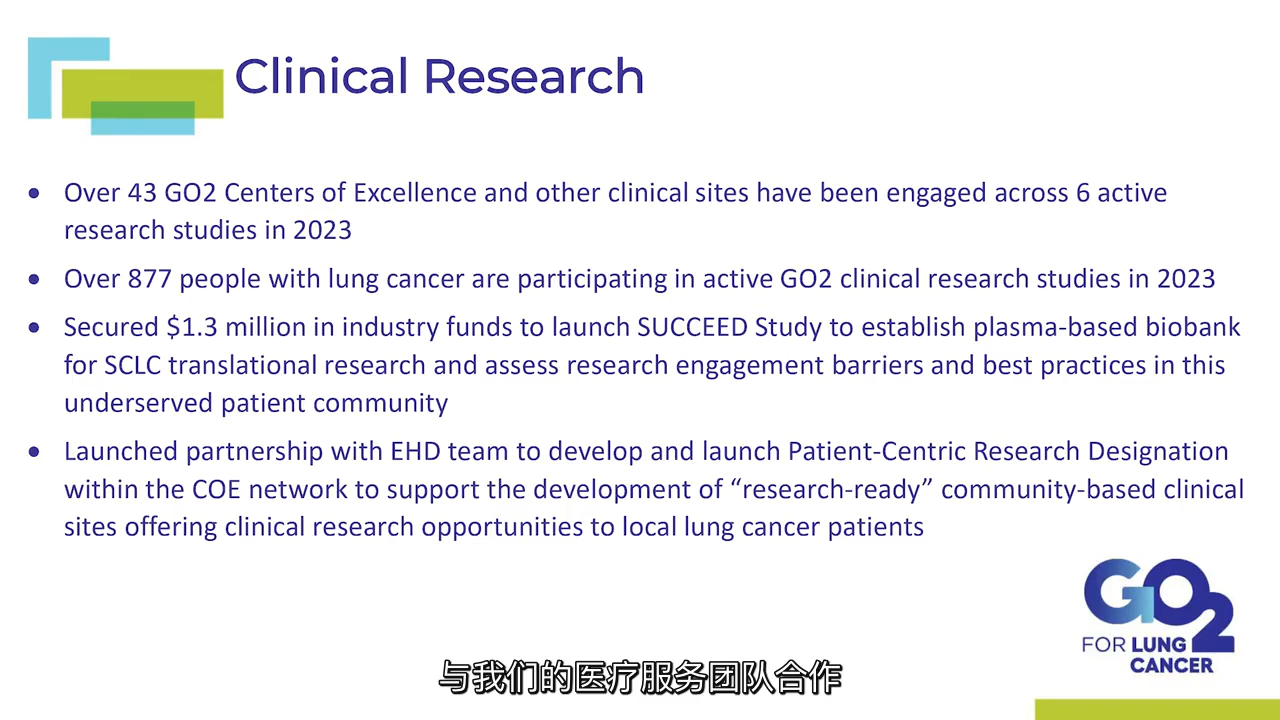 Clinical Research
• Over 43 GO2 Centers of Excellence and other clinical sites have been engaged across 6 active
research studies in 2023
• Over 877 people with lung cancer are participating in active GO2 clinical research studies in 2023
• Secured $1.3 million in industry funds to launch SUCCEED Study to establish plasma-based biobank
for SCLC translational research and assess research engagement barriers and best practices in this
underserved patient community
• Launched partnership with EHD team to develop and launch Patient-Centric Research Designation
within the COE network to support the development of “research-ready” community-based clinical
sites offering clinical research opportunities to local lung cancer patients
GO2
FOR LUNG
CANCER
与我们的医疗服务团队合作